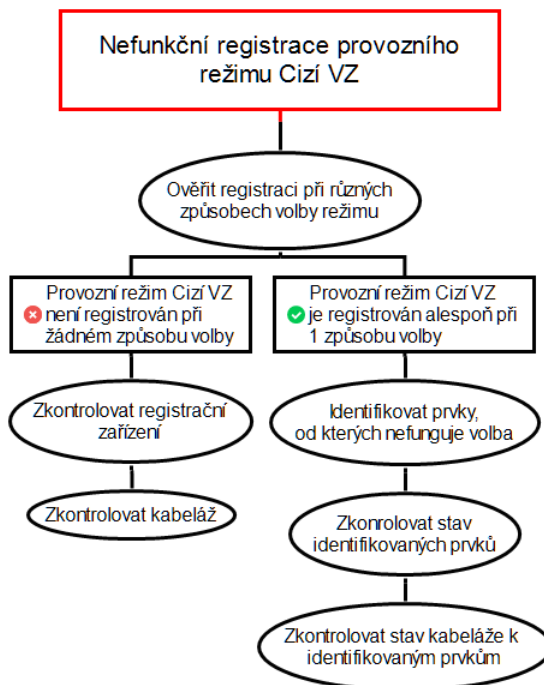 Nefunkční registrace provozního
režimu Cizí VZ
Ověřit registraci při různých
způsobech volby režimu
Provozní režim Cizí VZ
není registrován při
žádném způsobu volby
Provozní režim Cizí VZ
je registrován alespoň při
1 způsobu volby
Zkontrolovat registrační
zařízení
Identifikovat prvky,
od kterých nefunguje volba
Zkontrolovat kabeláž
Zkonrolovat stav
identifikovaných prvků
Zkontrolovat stav kabeláže k
identifikovaným prvkům